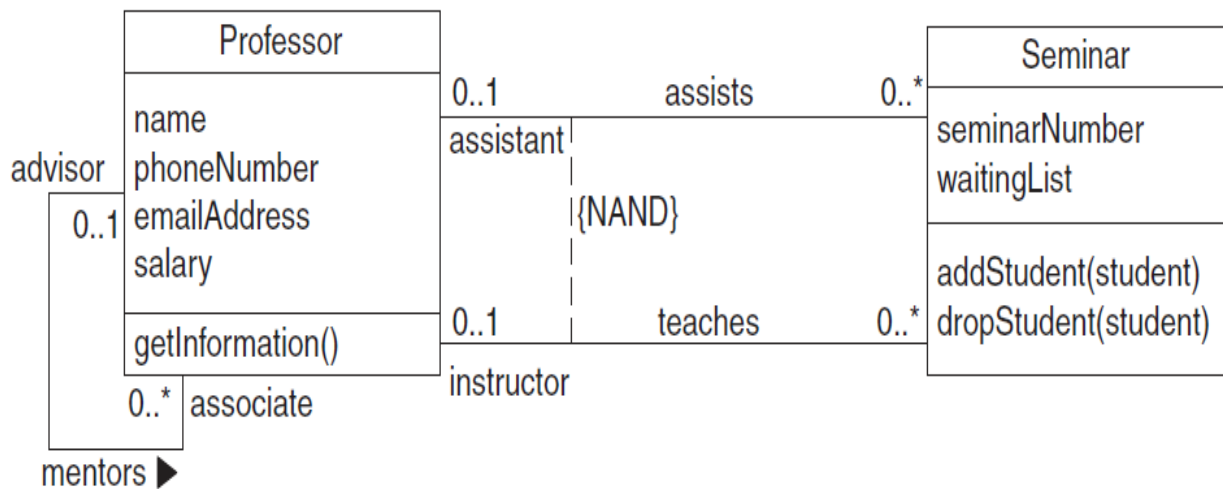 Professor
name
phoneNumber
emailAddress
salary
getInformation()
advisor
0..1
0..* associate
mentors ▶
0..1 assists 0..*
assistant
{NAND}
0..1 teaches 0..*
instructor
Seminar
seminarNumber
waitingList
addStudent(student)
dropStudent(student)